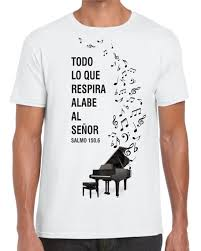 TODO
LO QUE
RESPIRA
ALABE
AL
SEÑOR
SALMO 150.6